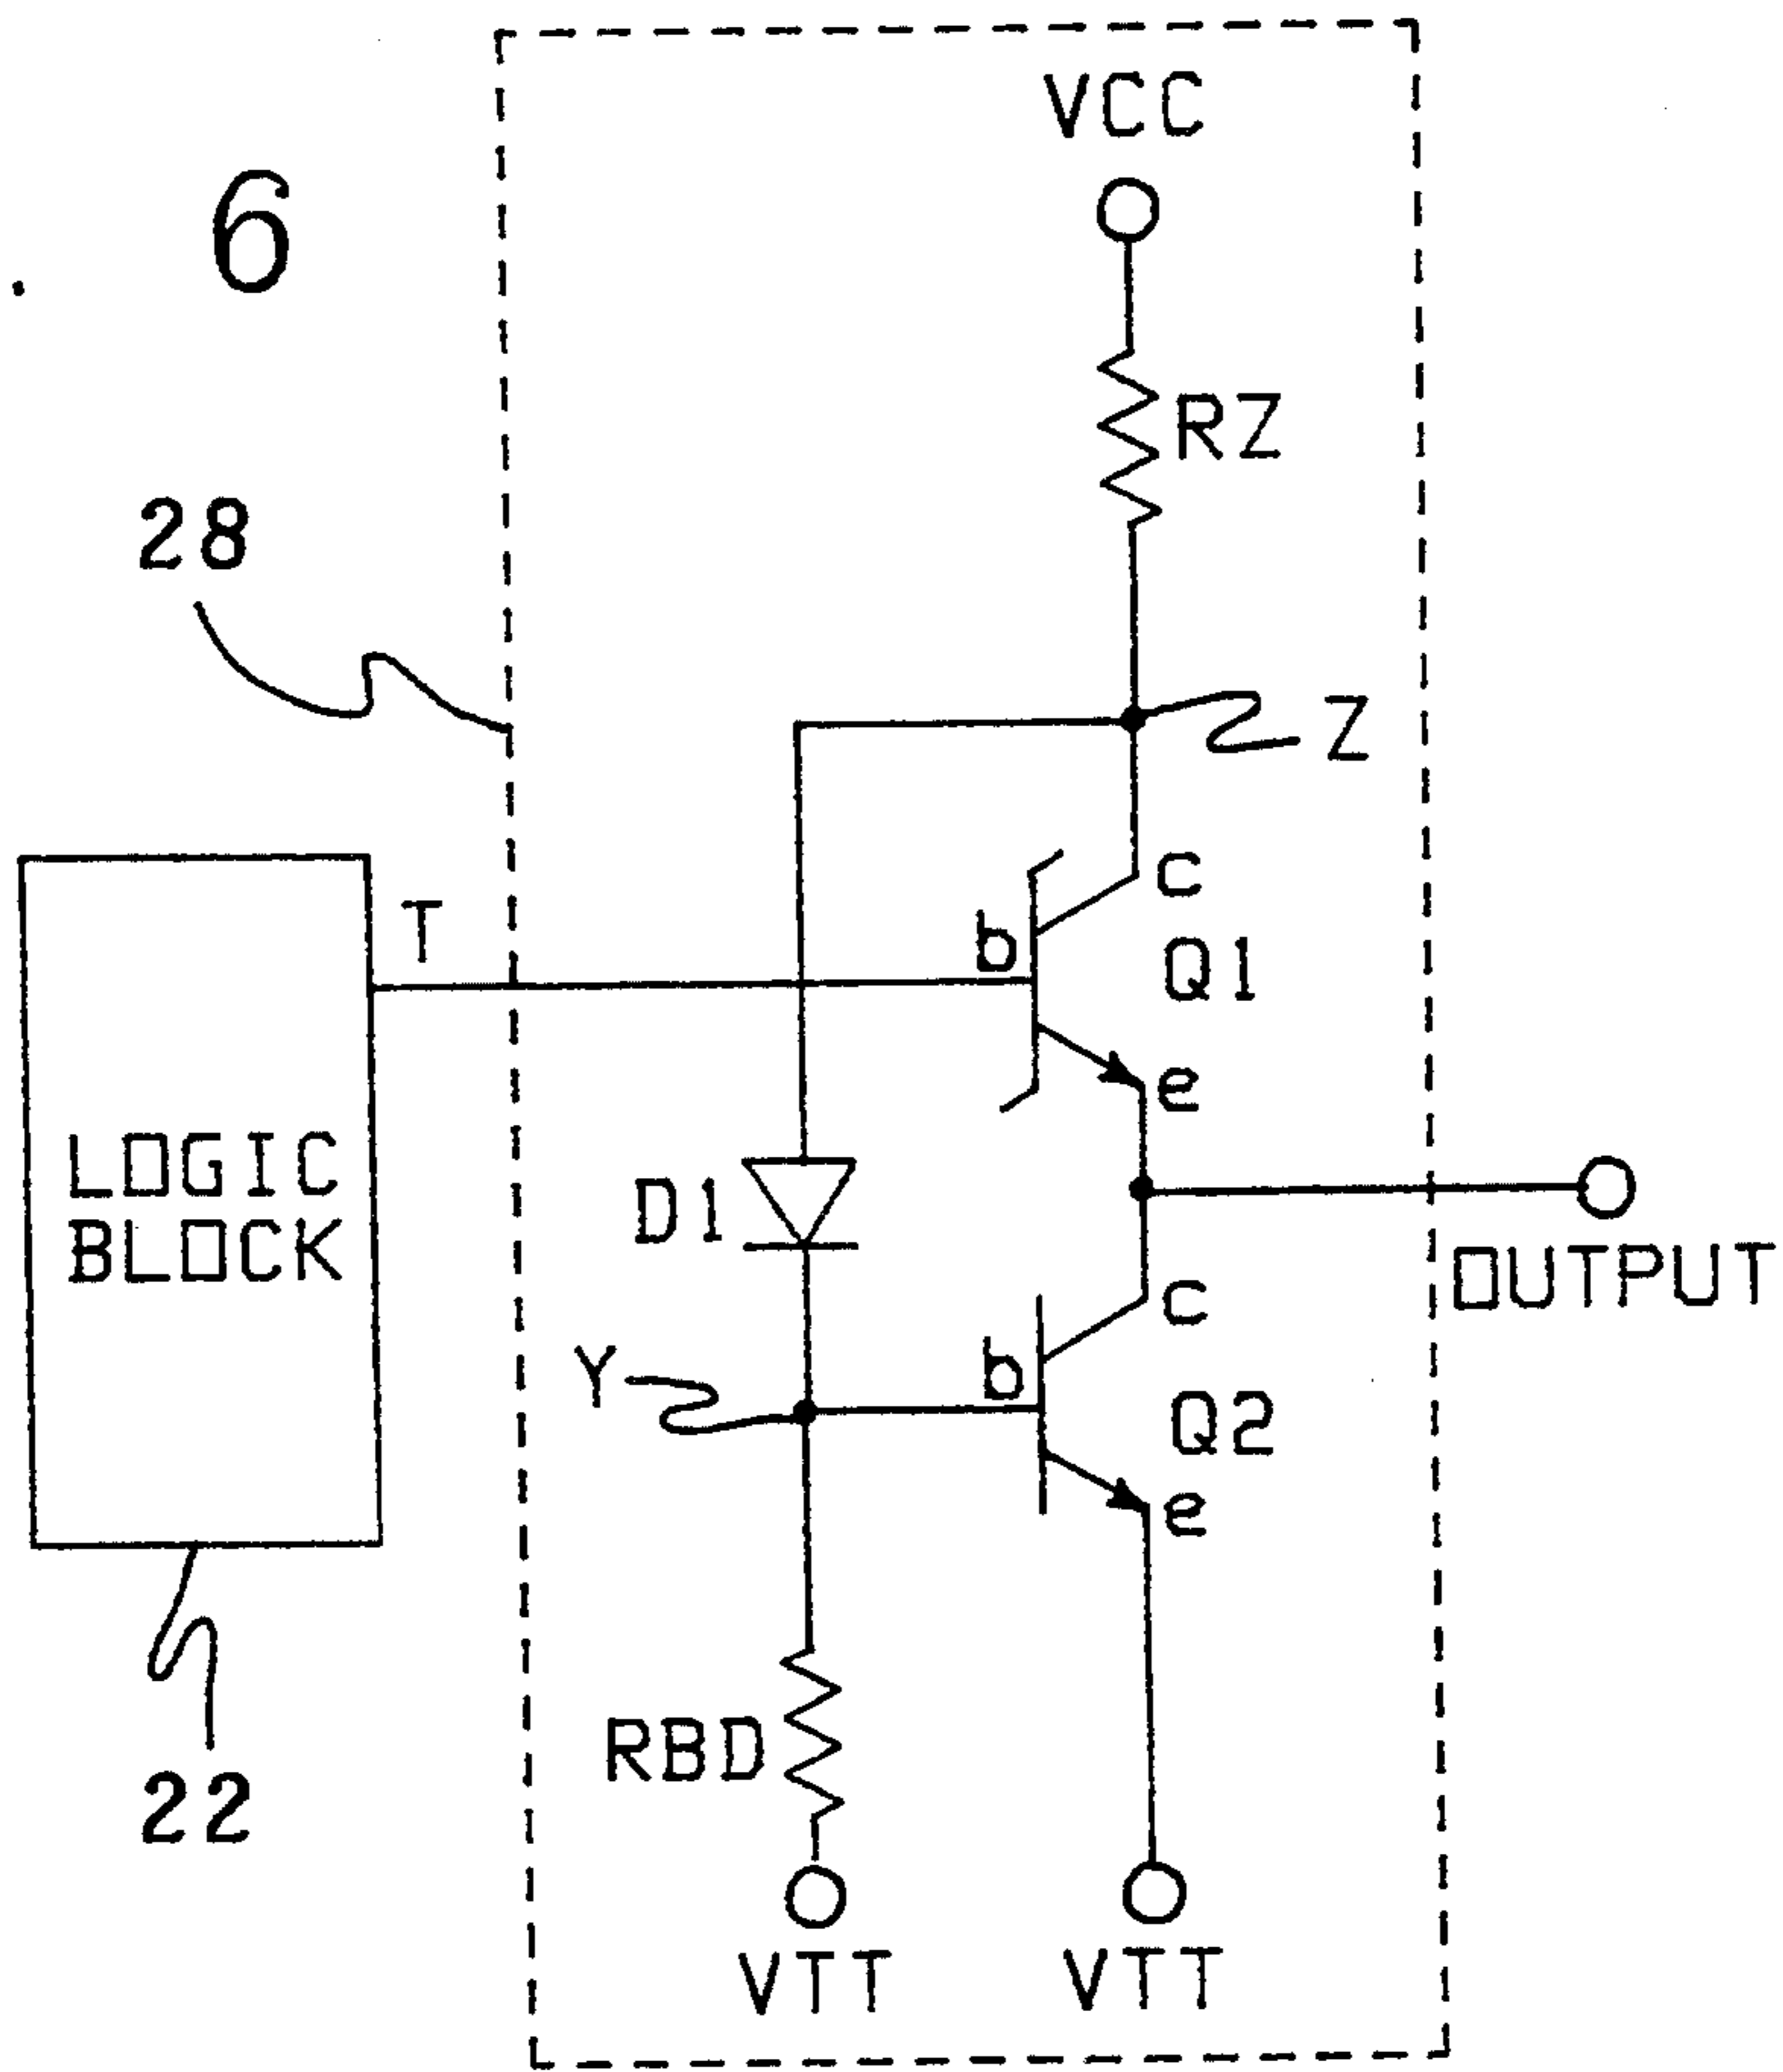 . 6
VCC
RZ
28
Z
c
T
b
Q1
e
LOGIC
BLOCK
D1
OUTPUT
c
Y
b
Q2
e
RBD
22
VTT
VTT